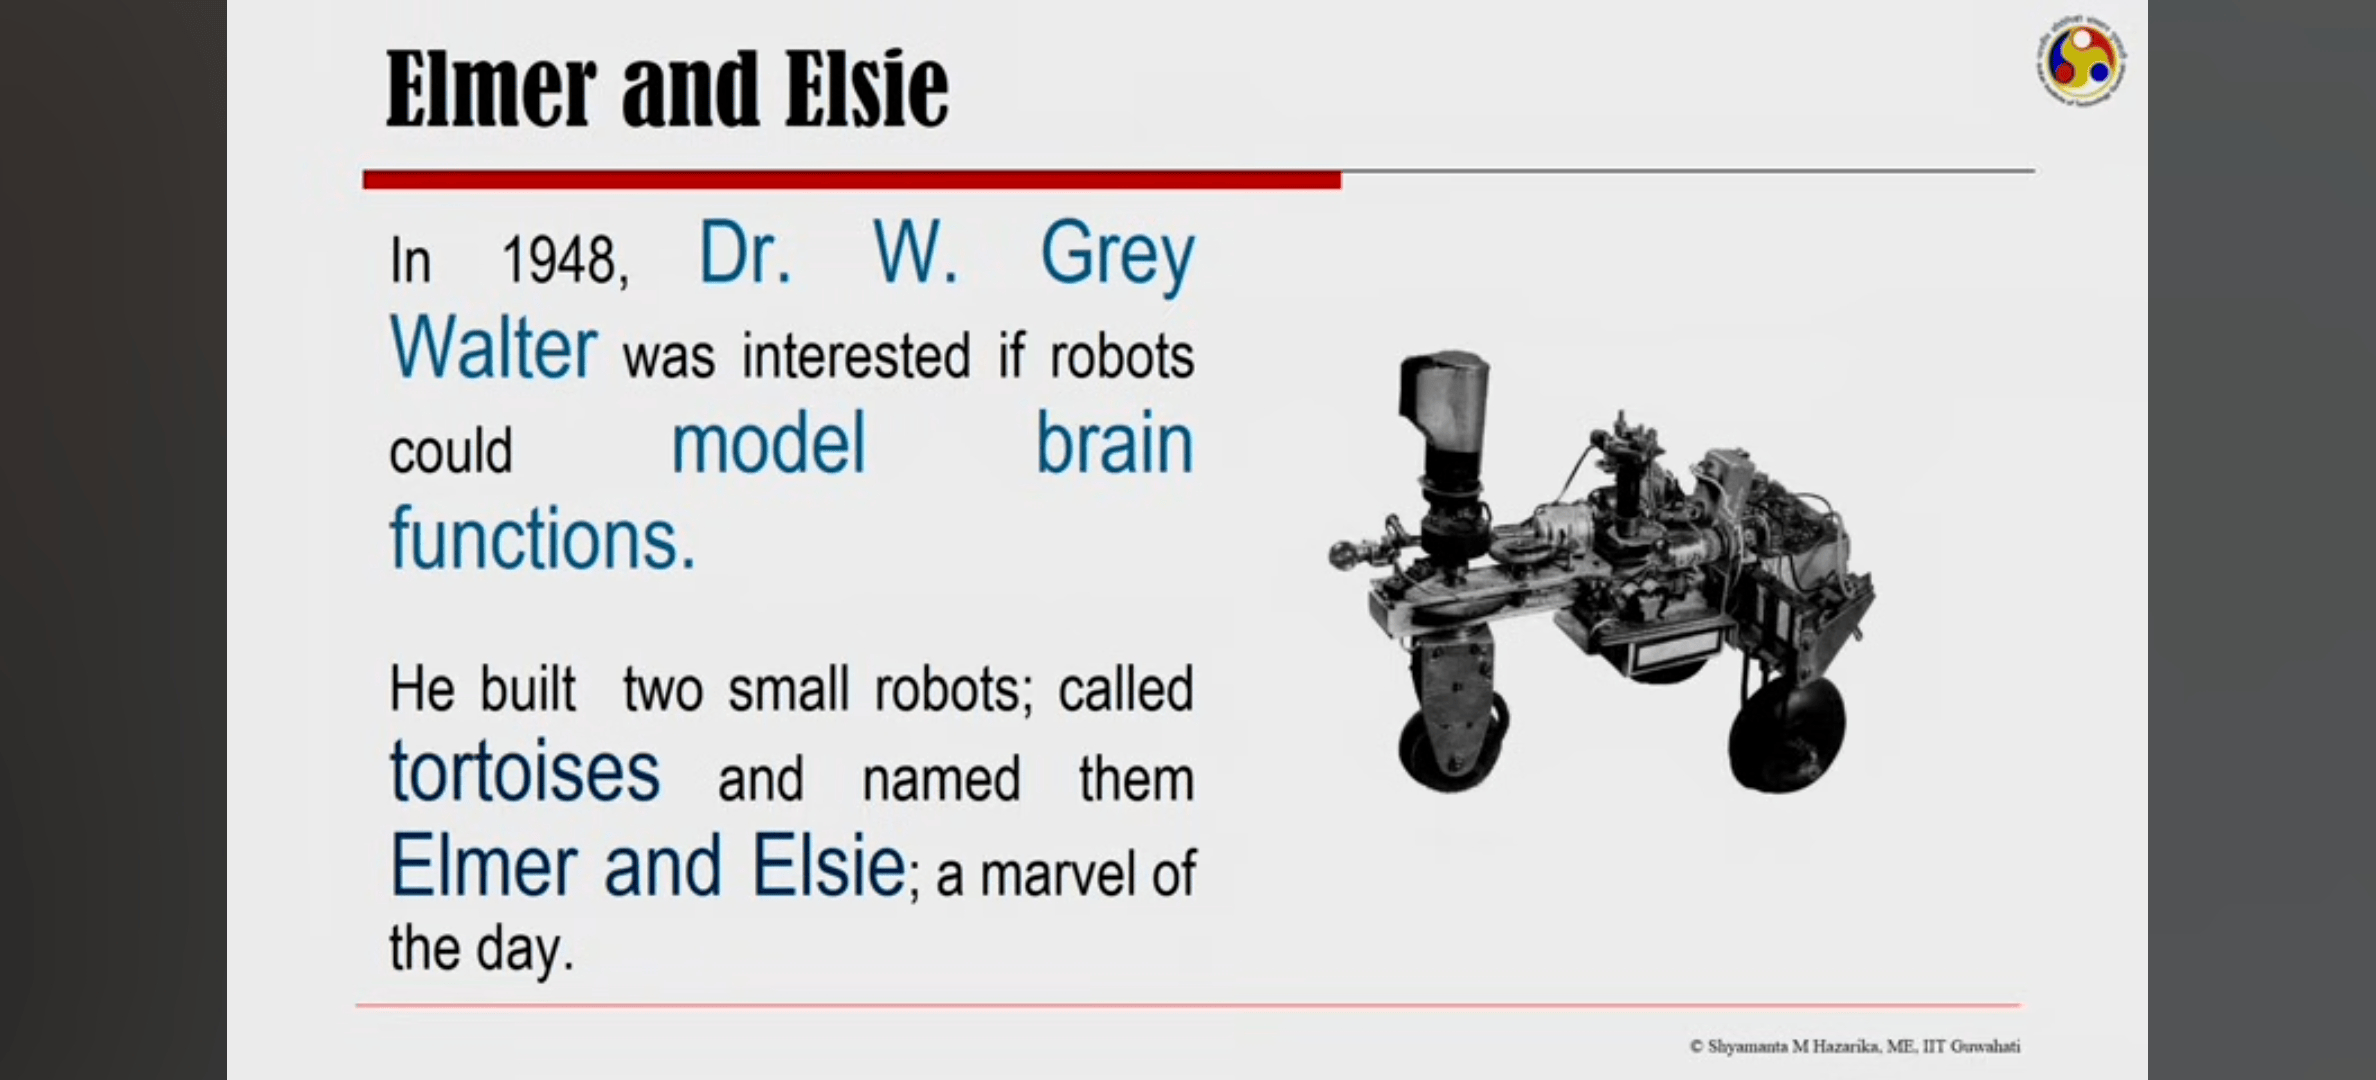 Elmer and Elsie
In 1948, Dr. W. Grey
Walter was interested if robots
could model brain
functions.
He built two small robots; called
tortoises and named them
Elmer and Elsie; a marvel of
the day.
© Shyamanta M Hazarika, ME, IIT Guwahati